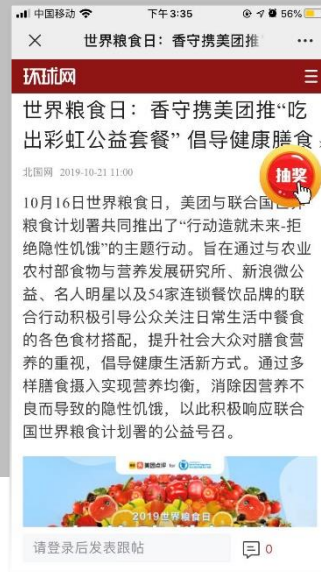 中国移动
下午3:35
56%
世界粮食日：香守携美团推
环球网
世界粮食日：香守携美团推“吃
出彩虹公益套餐” 倡导健康膳食
北国网 2019-10-21 11:00
抽奖
10月16日世界粮食日，美团与联合国世界
粮食计划署共同推出了“行动造就未来-拒
绝隐性饥饿”的主题行动。旨在通过与农业
农村部食物与营养发展研究所、新浪微公
益、名人明星以及54家连锁餐饮品牌的联
合行动积极引导公众关注日常生活中餐食
的各色食材搭配，提升社会大众对膳食营
养的重视，倡导健康生活新方式。通过多
样膳食摄入实现营养均衡，消除因营养不
良而导致的隐性饥饿，以此积极响应联合
国世界粮食计划署的公益号召。
美团点评
2019世界粮食日
请登录后发表跟帖
0